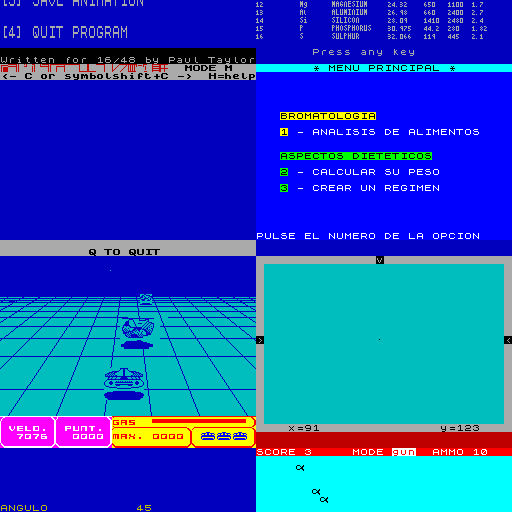 [3] SAVE ANIMATION
[4] QUIT PROGRAM
Written for 16/48 by Paul Taylor
MODE M
<- C or symbolshift+C -> H=help
Q TO QUIT
12 Mg MAGNESIUM 24.32 650 1100 1.7
13 Al ALUMINIUM 26.98 660 2400 2.7
14 Si SILICON 28.09 1410 2480 2.4
15 P PHOSPHORUS 30.975 44.2 280 1.82
16 S SULPHUR 32.066 119 445 2.1
Press any key
* MENU PRINCIPAL *
BROMATOLOGIA
1 - ANALISIS DE ALIMENTOS
ASPECTOS DIETETICOS
2 - CALCULAR SU PESO
3 - CREAR UN REGIMEN
PULSE EL NUMERO DE LA OPCION
VELO. 7076
PUNT. 0000
GAS
MAX. 0000
ANGULO 45
V
> <
x=91 y=123
SCORE 3 MODE gun AMMO 10